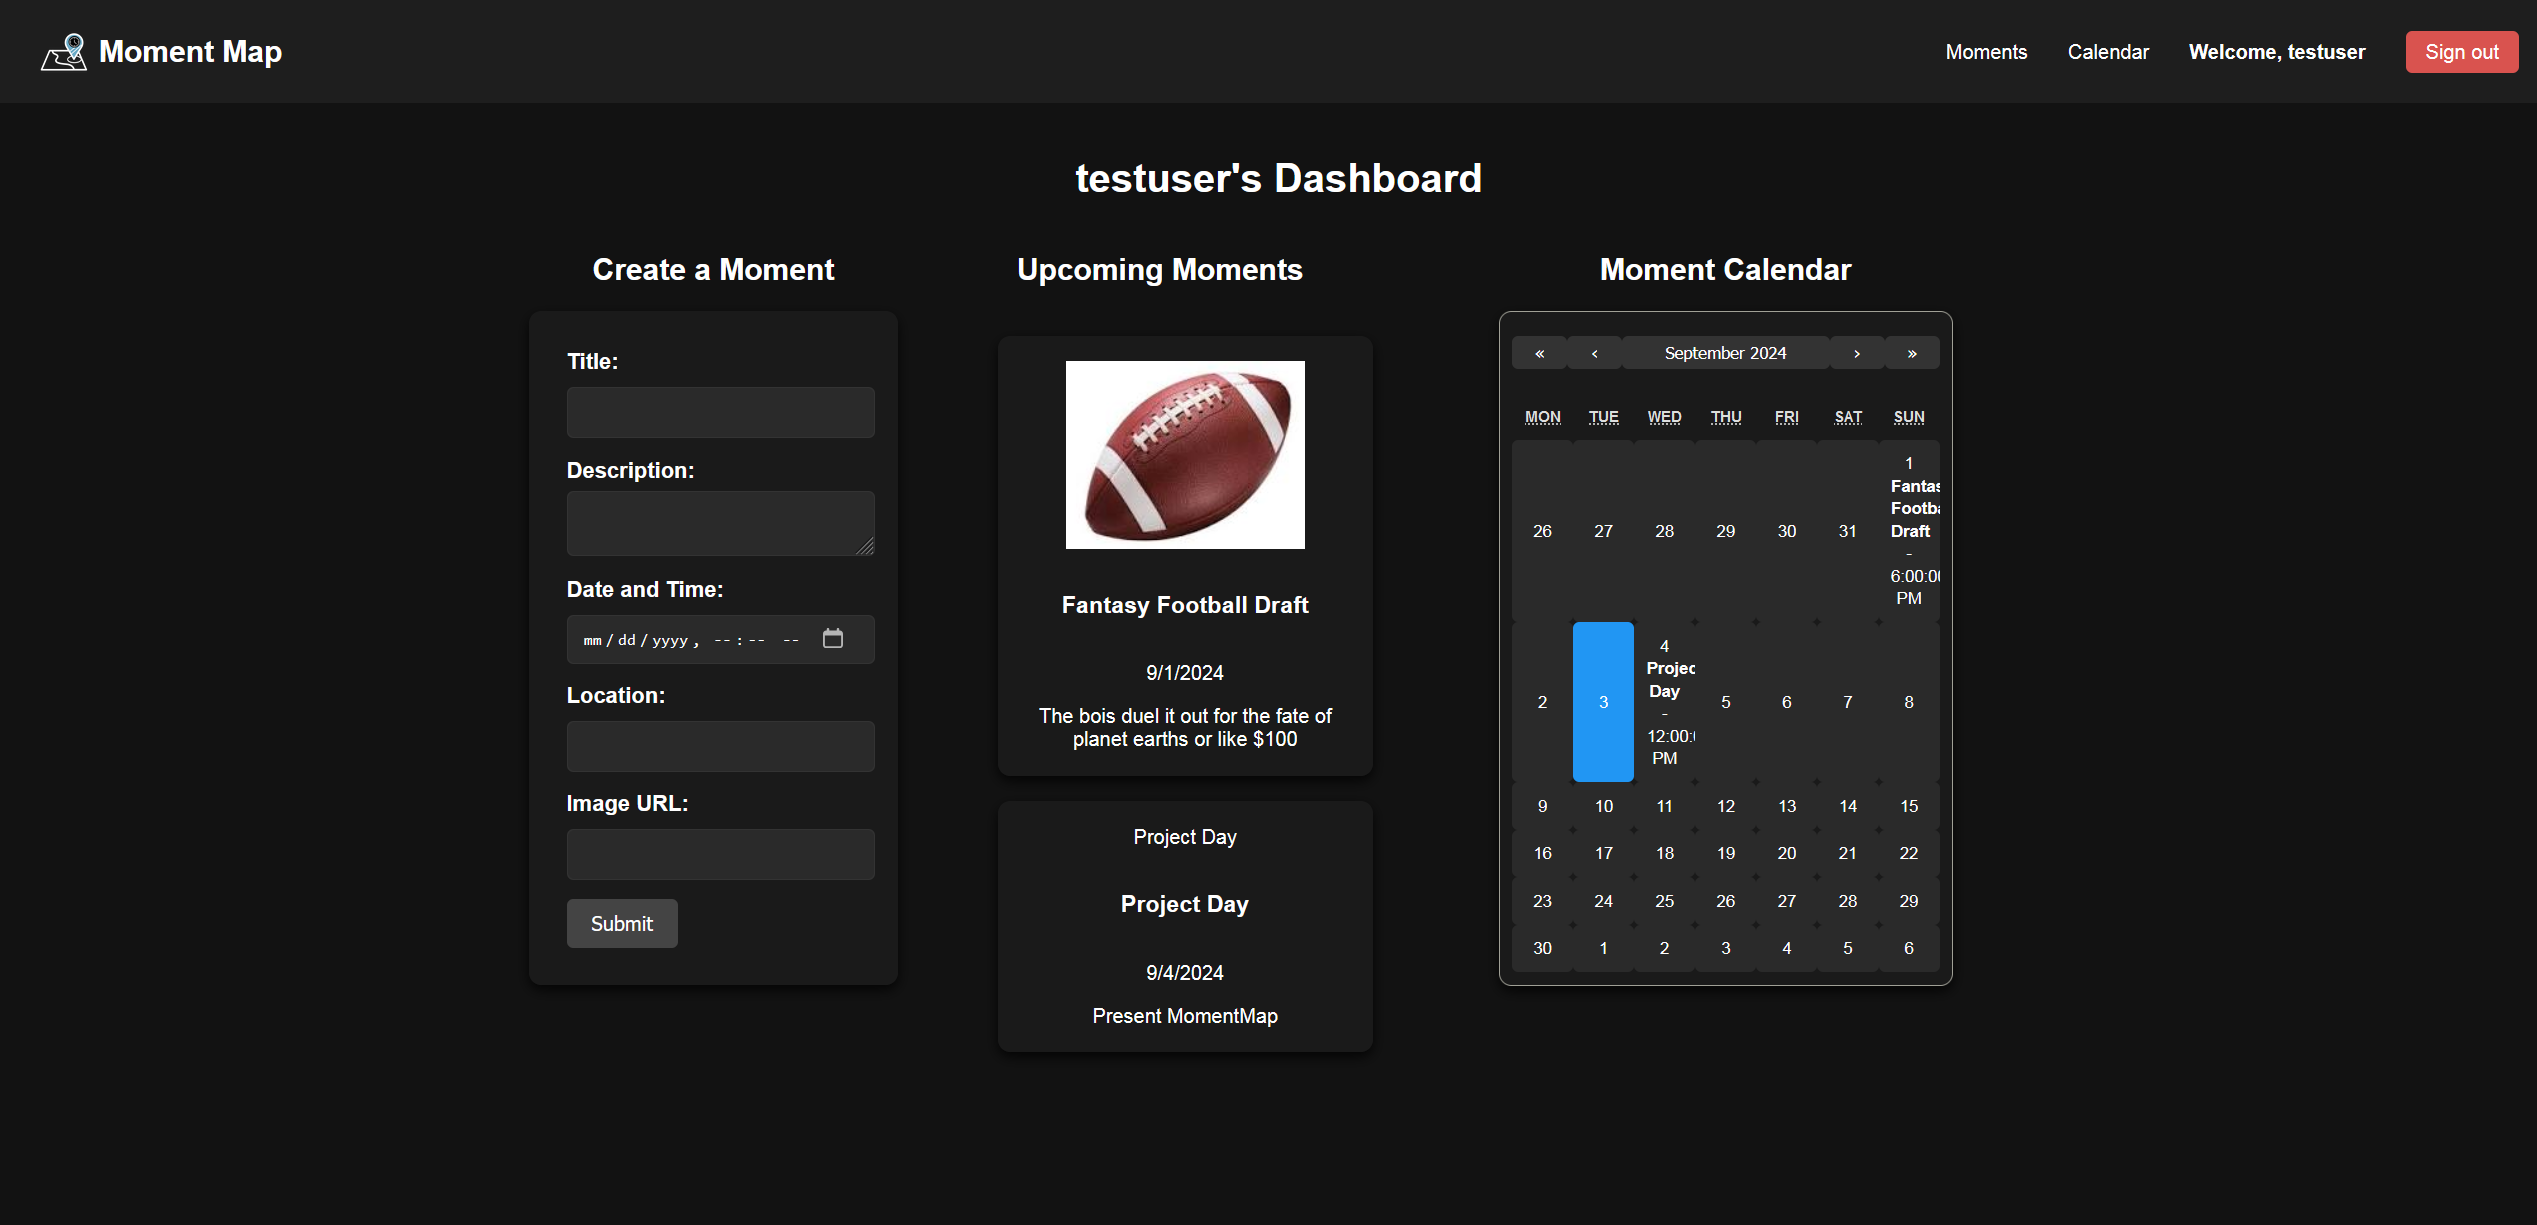 Moment Map
Moments
Calendar
Welcome, testuser
Sign out
testuser's Dashboard
Create a Moment
Title:
Description:
Date and Time:
mm/dd/yyyy, --:-- --
Location:
Image URL:
Submit
Upcoming Moments
Fantasy Football Draft
9/1/2024
The bois duel it out for the fate of
planet earths or like $100
Project Day
Project Day
9/4/2024
Present MomentMap
Moment Calendar
« ‹ September 2024 › »
MON TUE WED THU FRI SAT SUN
26 27 28 29 30 31 1
Fantas
Footba
Draft
-
6:00:00
PM
2 3 4 5 6 7 8
Projec
Day
-
12:00:0
PM
9 10 11 12 13 14 15
16 17 18 19 20 21 22
23 24 25 26 27 28 29
30 1 2 3 4 5 6